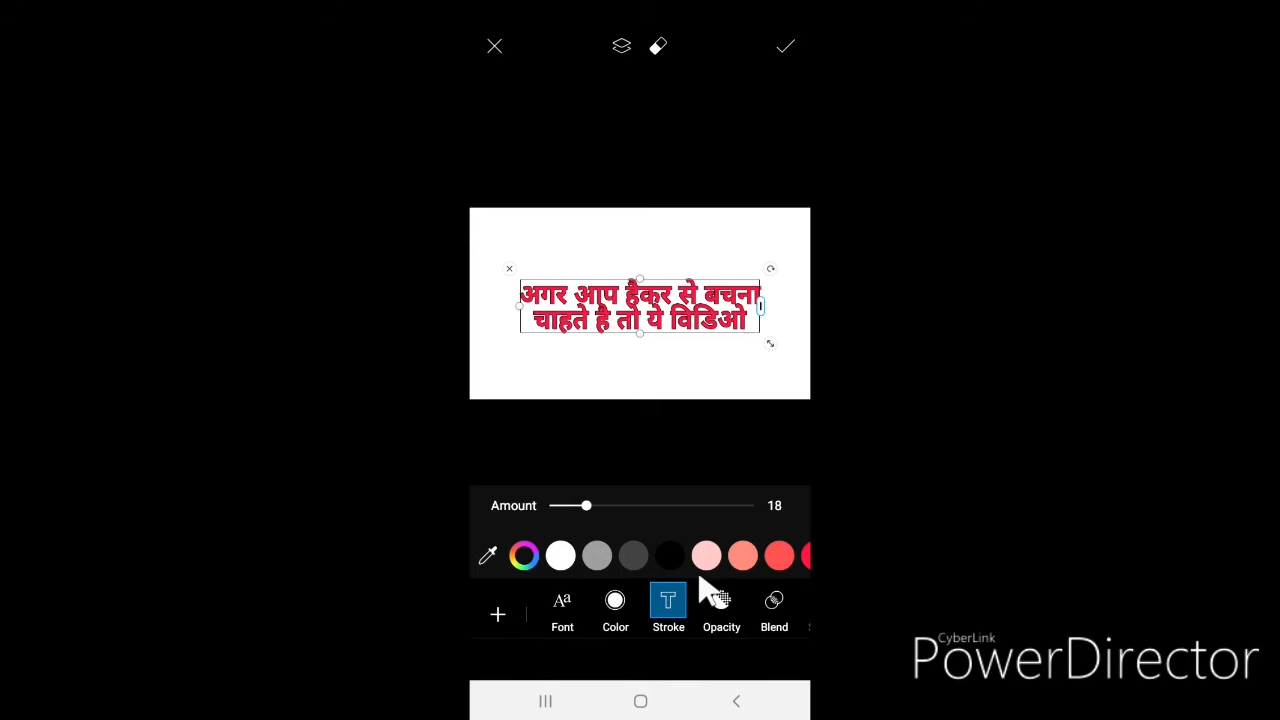 अगर आप हैकर से बचना
चाहते है तो ये विडिओ
Amount 18
Font Color Stroke Opacity Blend
CyberLink
PowerDirector